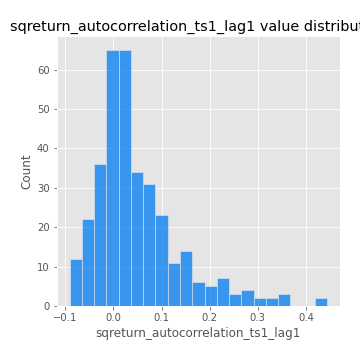 sqreturn_autocorrelation_ts1_lag1 value distribut
60
50
40
30
20
10
0
Count
−0.1 0.0 0.1 0.2 0.3 0.4
sqreturn_autocorrelation_ts1_lag1